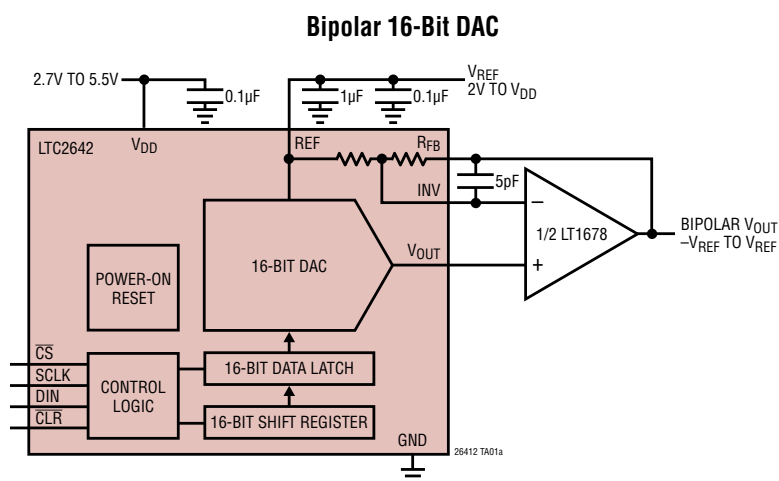 Bipolar 16-Bit DAC
2.7V TO 5.5V
0.1µF
1µF
0.1µF
VREF
2V TO VDD
LTC2642
VDD
REF
RFB
INV
5pF
1/2 LT1678
BIPOLAR VOUT
–VREF TO VREF
16-BIT DAC
VOUT
POWER-ON
RESET
CS
SCLK
DIN
CLR
CONTROL
LOGIC
16-BIT DATA LATCH
16-BIT SHIFT REGISTER
GND
26412 TA01a
–
+